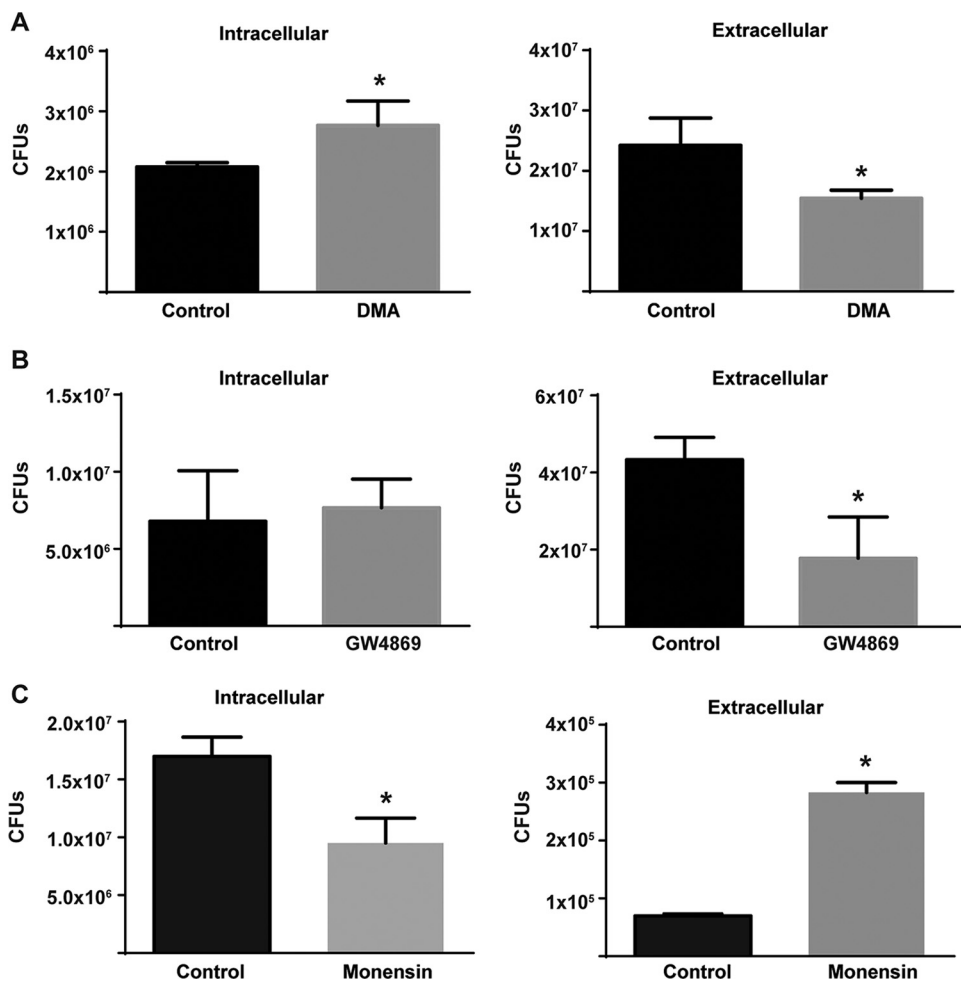 A
Intracellular
Extracellular
CFUs
4x10⁶
3x10⁶
2x10⁶
1x10⁶
*
Control
DMA
CFUs
4x10⁷
3x10⁷
2x10⁷
1x10⁷
*
Control
DMA
B
Intracellular
Extracellular
CFUs
1.5x10⁷
1.0x10⁷
5.0x10⁶
Control
GW4869
CFUs
6x10⁷
4x10⁷
2x10⁷
*
Control
GW4869
C
Intracellular
Extracellular
CFUs
2.0x10⁷
1.5x10⁷
1.0x10⁷
5.0x10⁶
*
Control
Monensin
CFUs
4x10⁵
3x10⁵
2x10⁵
1x10⁵
*
Control
Monensin